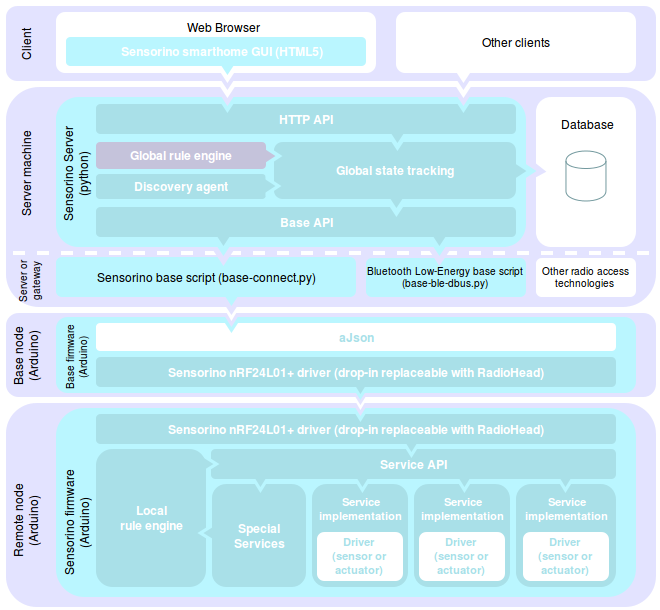 Client
Web Browser
Sensorino smarthome GUI (HTML5)
Other clients
Server machine
Sensorino Server
(python)
HTTP API
Global rule engine
Discovery agent
Global state tracking
Base API
Database
Server or
gateway
Sensorino base script (base-connect.py)
Bluetooth Low-Energy base script
(base-ble-dbus.py)
Other radio access
technologies
Base node
(Arduino)
Base firmware
(Arduino)
aJson
Sensorino nRF24L01+ driver (drop-in replaceable with RadioHead)
Remote node
(Arduino)
Sensorino firmware
(Arduino)
Sensorino nRF24L01+ driver (drop-in replaceable with RadioHead)
Service API
Local
rule engine
Special
Services
Service
implementation
Driver
(sensor or
actuator)
Service
implementation
Driver
(sensor or
actuator)
Service
implementation
Driver
(sensor or
actuator)